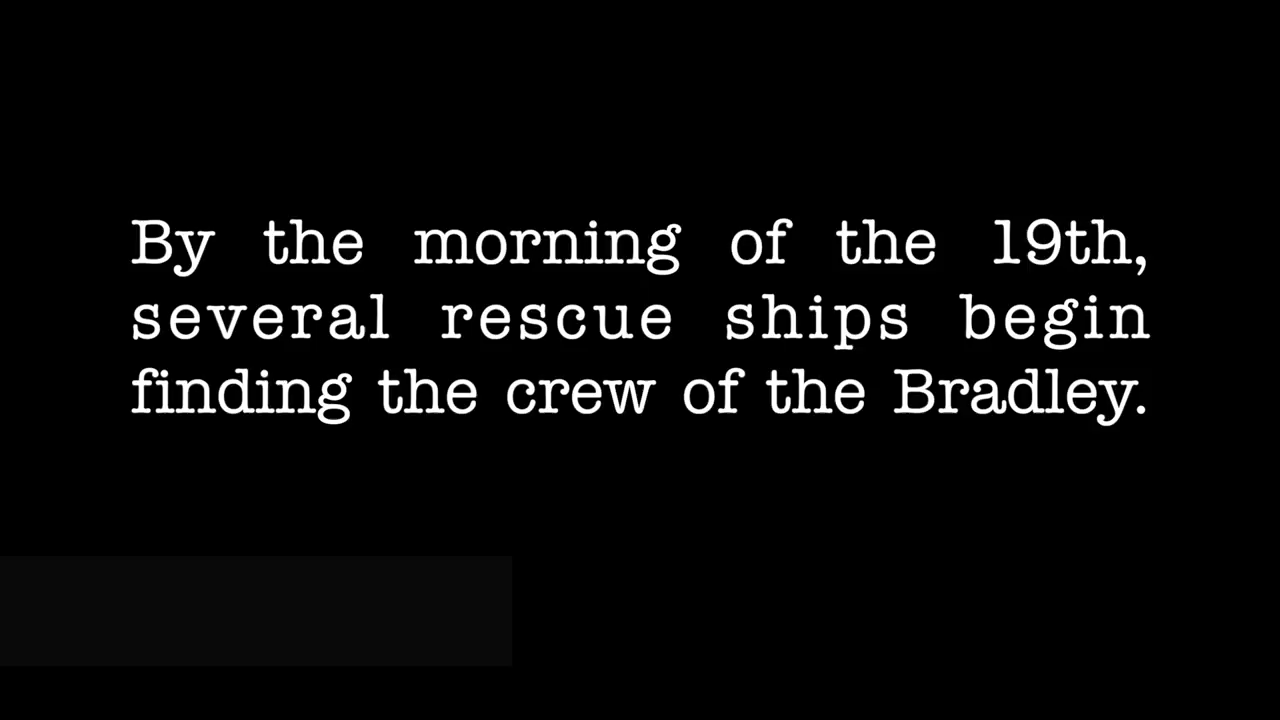 By the morning of the 19th,
several rescue ships begin
finding the crew of the Bradley.